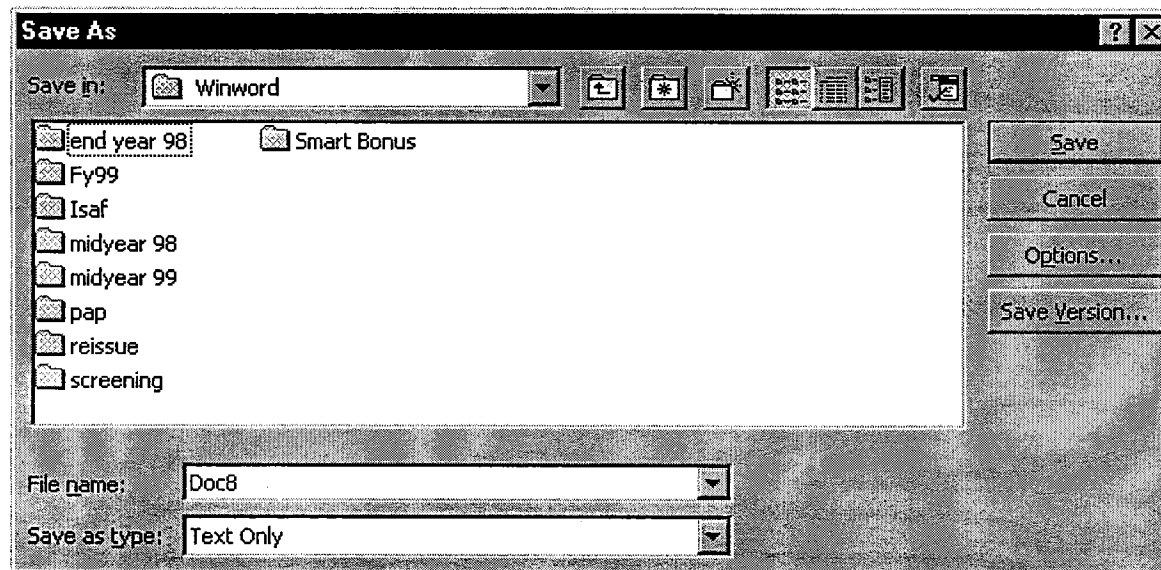 Save As
Save in: Winword
end year 98 Smart Bonus
Fy99
Isaf
midyear 98
midyear 99
pap
reissue
screening
Save
Cancel
Options...
Save Version...
File name: Doc8
Save as type: Text Only